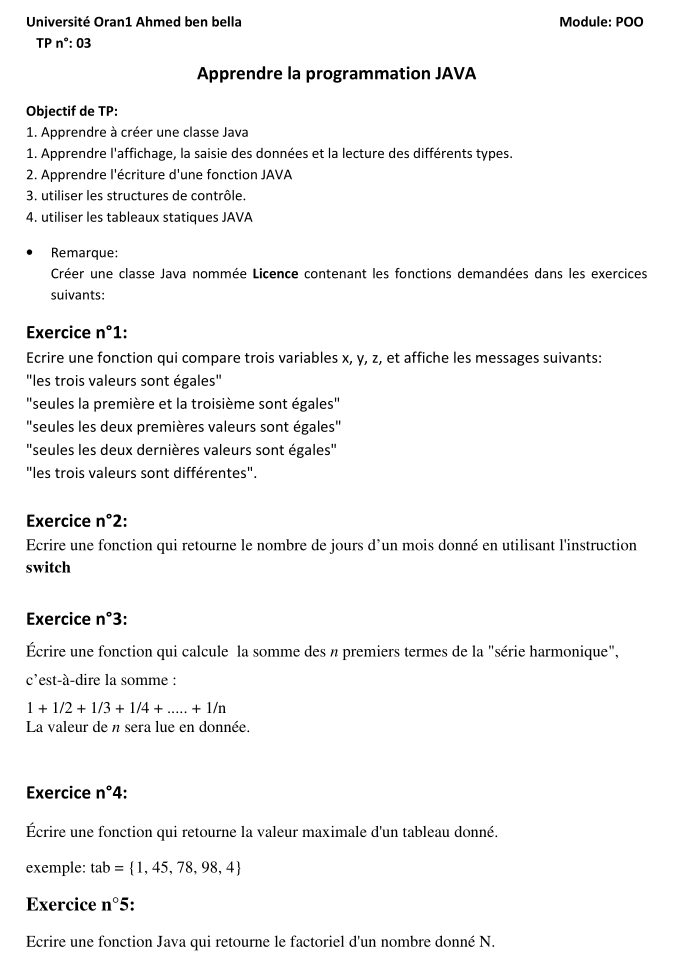 Université Oran1 Ahmed ben bella Module: POO
TP n°: 03
Apprendre la programmation JAVA
Objectif de TP:
1. Apprendre à créer une classe Java
1. Apprendre l'affichage, la saisie des données et la lecture des différents types.
2. Apprendre l'écriture d'une fonction JAVA
3. utiliser les structures de contrôle.
4. utiliser les tableaux statiques JAVA
• Remarque:
Créer une classe Java nommée Licence contenant les fonctions demandées dans les exercices
suivants:
Exercice n°1:
Ecrire une fonction qui compare trois variables x, y, z, et affiche les messages suivants:
"les trois valeurs sont égales"
"seules la première et la troisième sont égales"
"seules les deux premières valeurs sont égales"
"seules les deux dernières valeurs sont égales"
"les trois valeurs sont différentes".
Exercice n°2:
Ecrire une fonction qui retourne le nombre de jours d’un mois donné en utilisant l'instruction
switch
Exercice n°3:
Écrire une fonction qui calcule la somme des n premiers termes de la "série harmonique",
c’est-à-dire la somme :
1 + 1/2 + 1/3 + 1/4 + ..... + 1/n
La valeur de n sera lue en donnée.
Exercice n°4:
Écrire une fonction qui retourne la valeur maximale d'un tableau donné.
exemple: tab = {1, 45, 78, 98, 4}
Exercice n°5:
Ecrire une fonction Java qui retourne le factoriel d'un nombre donné N.